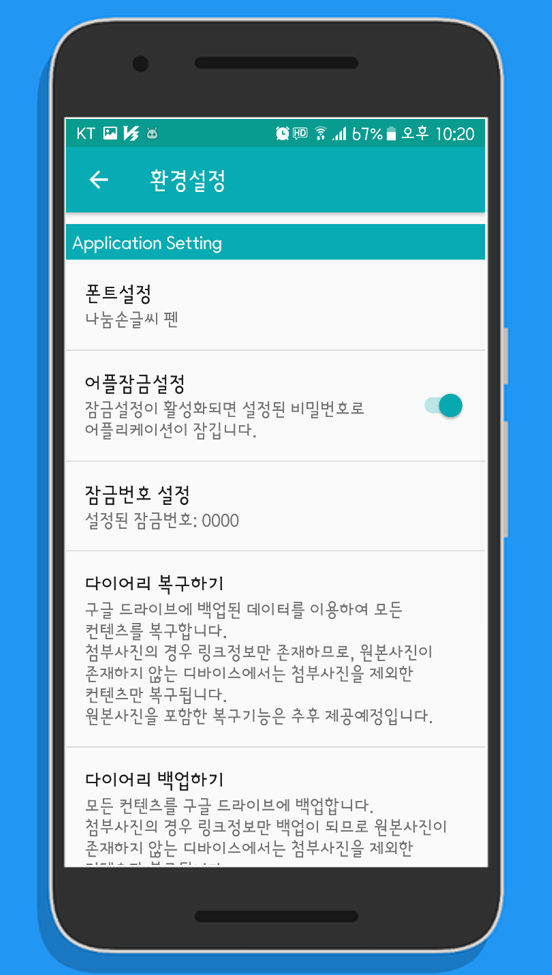 KT HD 67% 오후 10:20
환경설정
Application Setting
폰트설정
나눔손글씨 펜
어플잠금설정
잠금설정이 활성화되면 설정된 비밀번호로
어플리케이션이 잠깁니다.
잠금번호 설정
설정된 잠금번호: 0000
다이어리 복구하기
구글 드라이브에 백업된 데이터를 이용하여 모든
컨텐츠를 복구합니다.
첨부사진의 경우 링크정보만 존재하므로, 원본사진이
존재하지 않는 디바이스에서는 첨부사진을 제외한
컨텐츠만 복구됩니다.
원본사진을 포함한 복구기능은 추후 제공예정입니다.
다이어리 백업하기
모든 컨텐츠를 구글 드라이브에 백업합니다.
첨부사진의 경우 링크정보만 백업이 되므로 원본사진이
존재하지 않는 디바이스에서는 첨부사진을 제외한